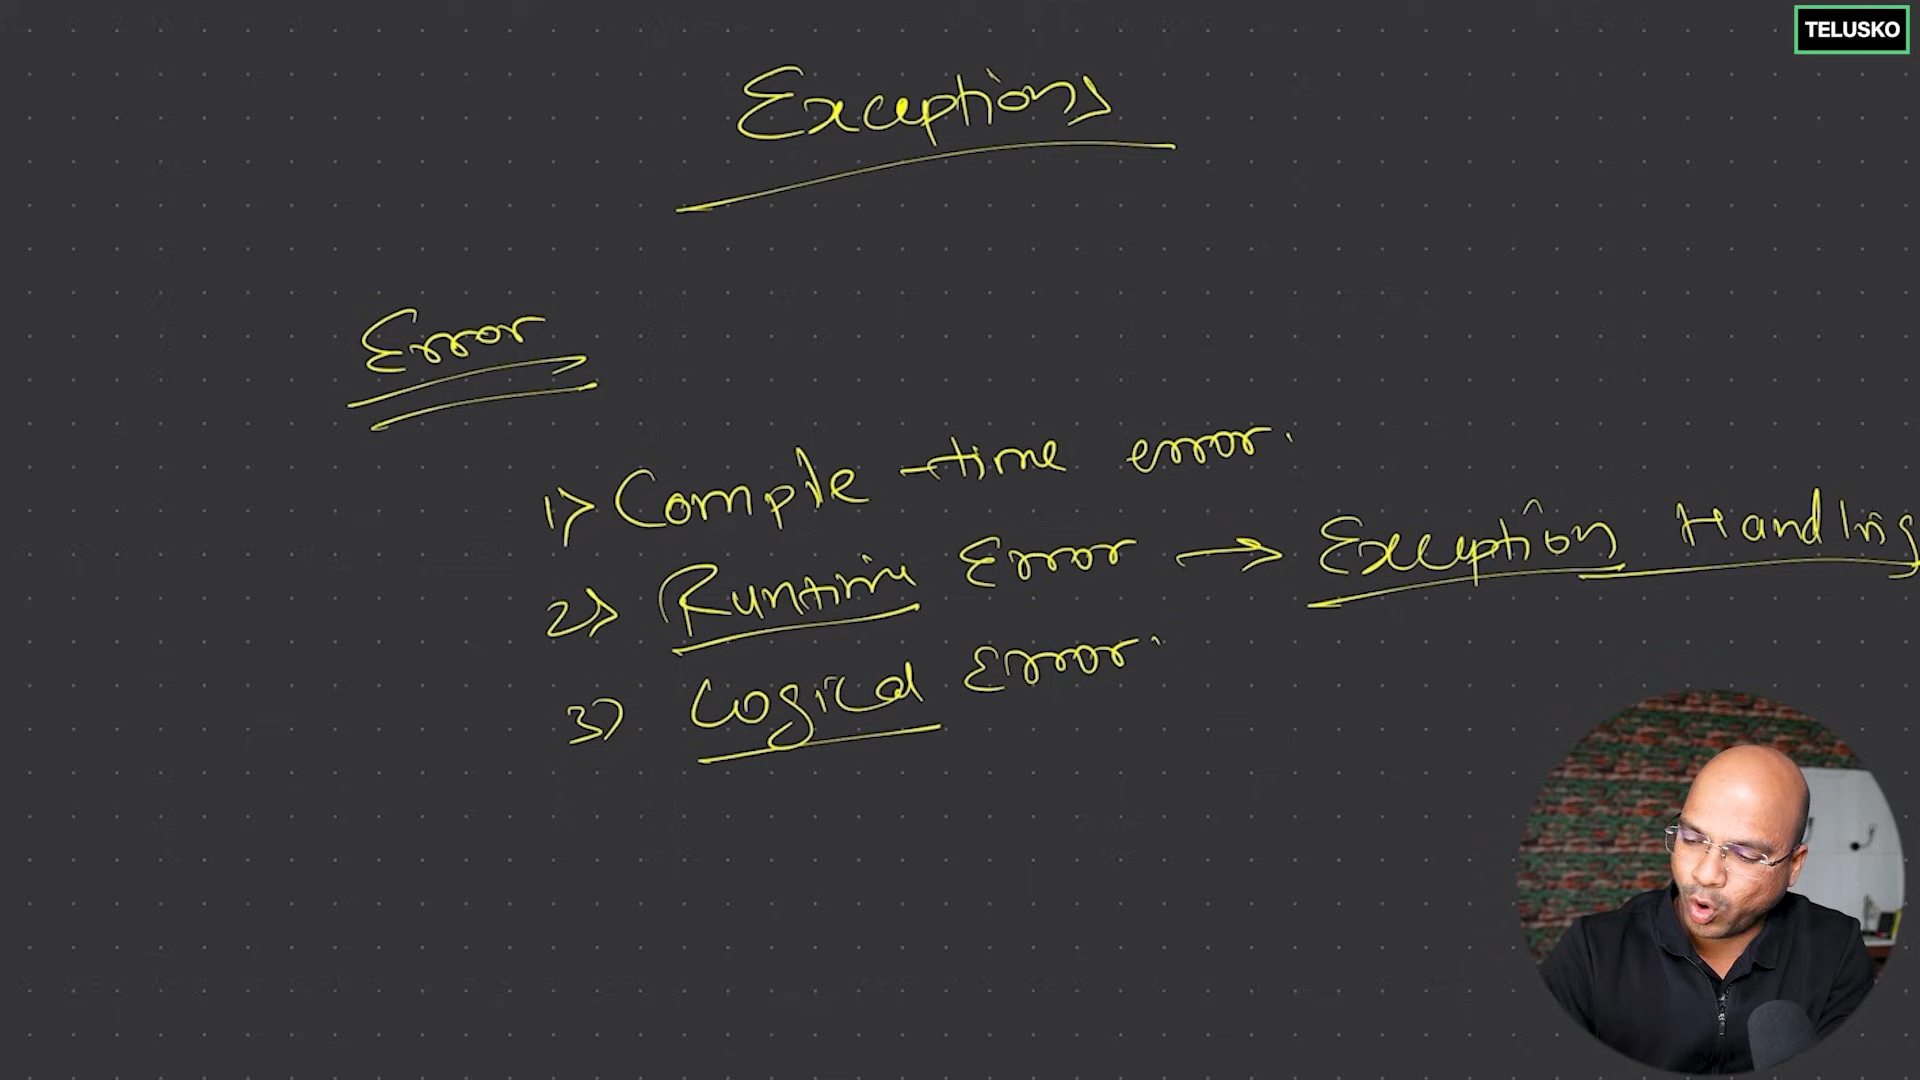 TELUSKO
Exceptions
Error
1) Compile-time error.
2) Runtime Error → Exception Handling
3) Logical Error.